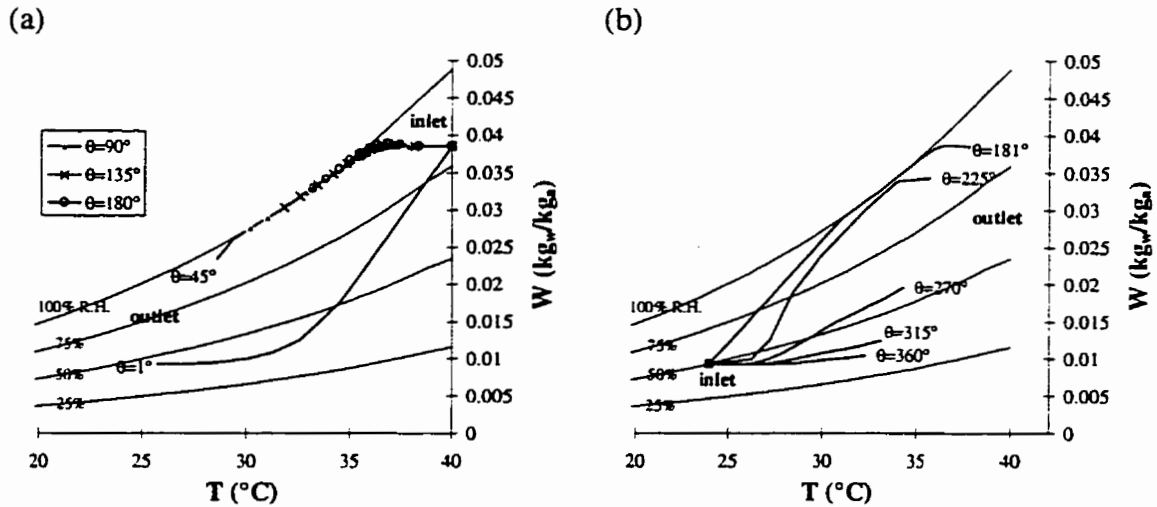 (a)
0.05
0.045
inlet
0.04
θ=90°
θ=135°
θ=180°
0.035
0.03
0.025
θ=45°
0.02
100% R.H.
outlet
0.015
75%
50%
θ=1°
0.01
25%
0.005
0
20
25
30
35
40
T (°C)
W (kgw/kga)
(b)
0.05
0.045
0.04
θ=181°
θ=225°
0.035
outlet
0.03
0.025
θ=270°
0.02
100% R.H.
0.015
75%
θ=315°
50%
θ=360°
0.01
inlet
25%
0.005
0
20
25
30
35
40
T (°C)
W (kgw/kga)